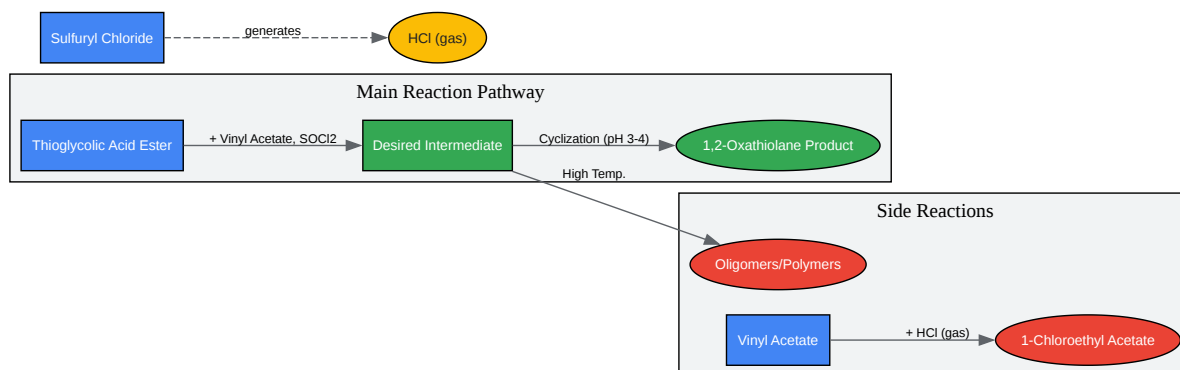 Sulfuryl Chloride
generates
HCl (gas)
Main Reaction Pathway
Thioglycolic Acid Ester
+ Vinyl Acetate, SOCl2
Desired Intermediate
Cyclization (pH 3-4)
1,2-Oxathiolane Product
High Temp.
Side Reactions
Oligomers/Polymers
Vinyl Acetate
+ HCl (gas)
1-Chloroethyl Acetate